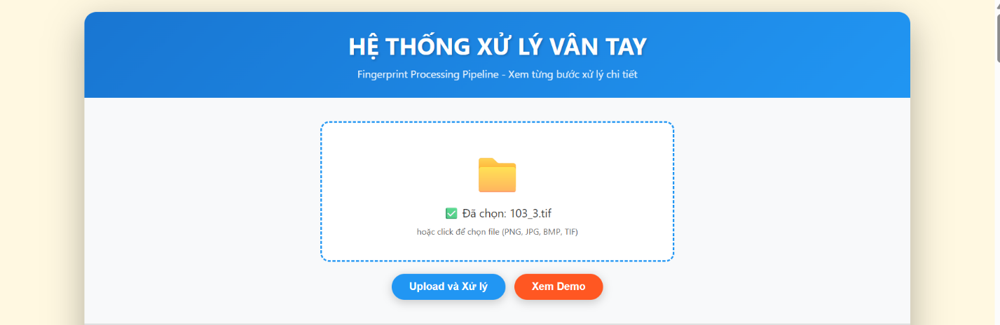 HỆ THỐNG XỬ LÝ VÂN TAY
Fingerprint Processing Pipeline - Xem từng bước xử lý chi tiết
Đã chọn: 103_3.tif
hoặc click để chọn file (PNG, JPG, BMP, TIF)
Upload và Xử lý
Xem Demo